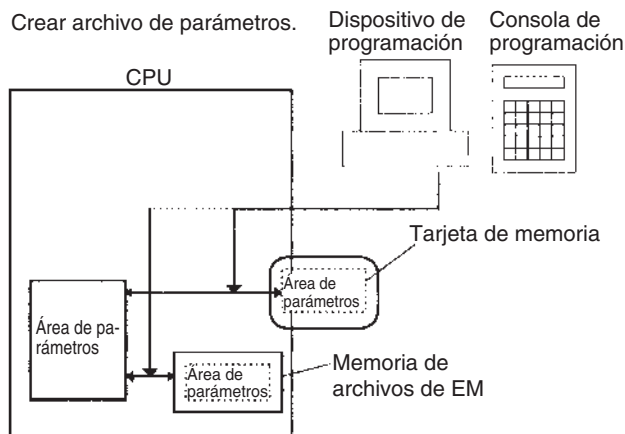 Crear archivo de parámetros.
Dispositivo de
programación
Consola de
programación
CPU
Tarjeta de memoria
Área de
parámetros
Área de pa-
rámetros
Área de
parámetros
Memoria de
archivos de EM